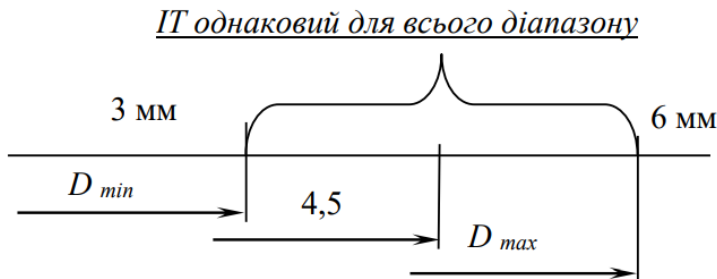 IT однаковий для всього діапазону
3 мм
6 мм
D min
4,5
D max